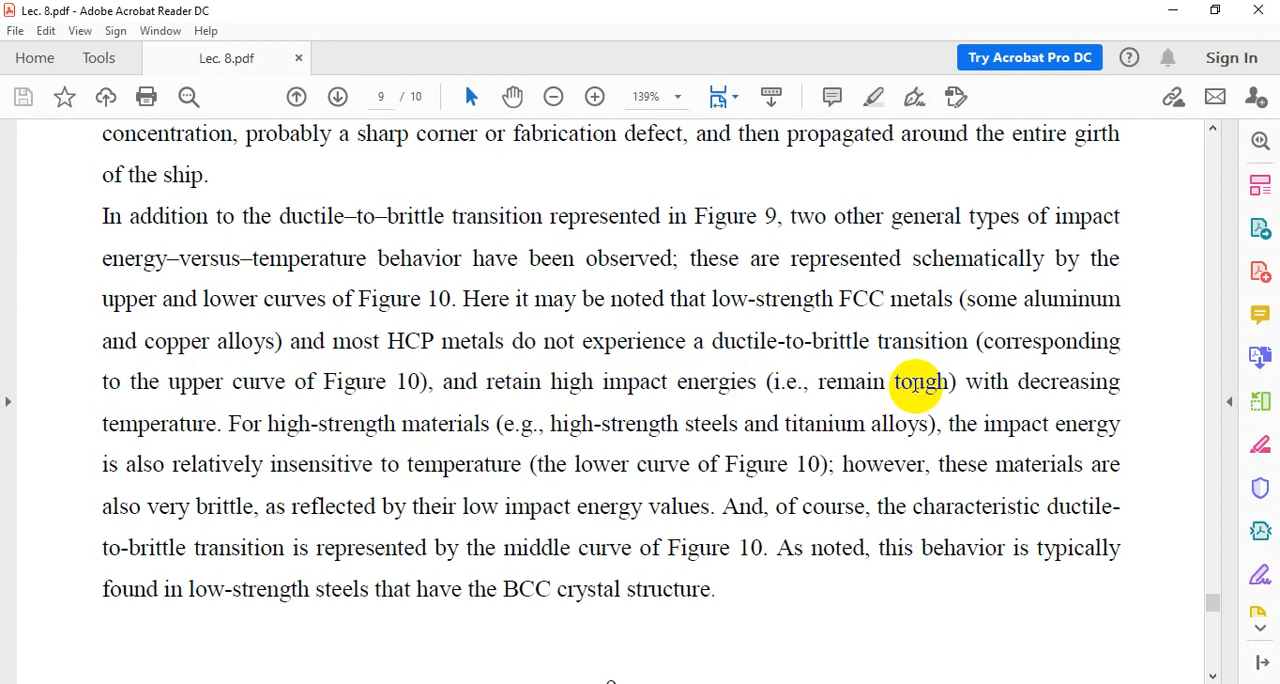 Lec. 8.pdf - Adobe Acrobat Reader DC
File Edit View Sign Window Help
Home Tools Lec. 8.pdf × Try Acrobat Pro DC Sign In
9 / 10 139%
concentration, probably a sharp corner or fabrication defect, and then propagated around the entire girth
of the ship.
In addition to the ductile–to–brittle transition represented in Figure 9, two other general types of impact
energy–versus–temperature behavior have been observed; these are represented schematically by the
upper and lower curves of Figure 10. Here it may be noted that low-strength FCC metals (some aluminum
and copper alloys) and most HCP metals do not experience a ductile-to-brittle transition (corresponding
to the upper curve of Figure 10), and retain high impact energies (i.e., remain tough) with decreasing
temperature. For high-strength materials (e.g., high-strength steels and titanium alloys), the impact energy
is also relatively insensitive to temperature (the lower curve of Figure 10); however, these materials are
also very brittle, as reflected by their low impact energy values. And, of course, the characteristic ductile-
to-brittle transition is represented by the middle curve of Figure 10. As noted, this behavior is typically
found in low-strength steels that have the BCC crystal structure.